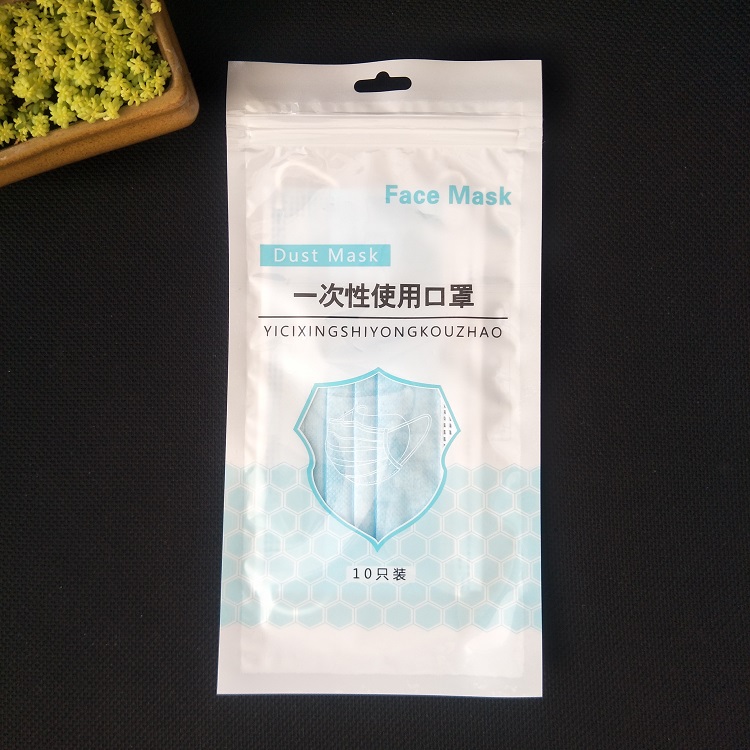 Face Mask
Dust Mask
一次性使用口罩
YICIXINGSHIYONGKOUZHAO
10只装